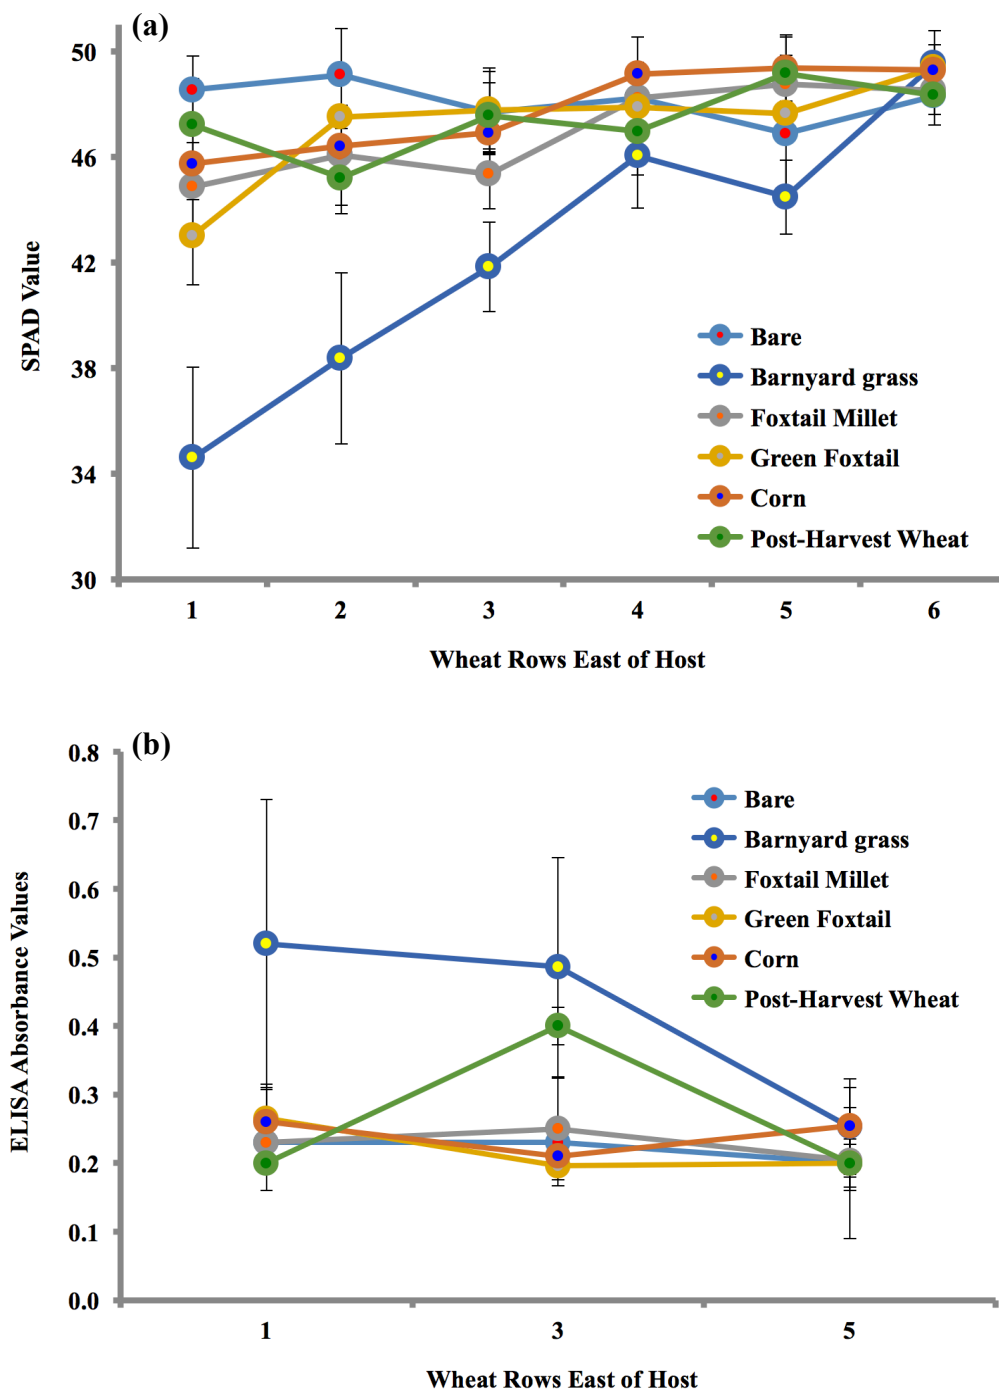 (a)
50
46
42
38
34
30
SPAD Value
Bare
Barnyard grass
Foxtail Millet
Green Foxtail
Corn
Post-Harvest Wheat
1 2 3 4 5 6
Wheat Rows East of Host
(b)
0.8
0.7
0.6
0.5
0.4
0.3
0.2
0.1
0.0
ELISA Absorbance Values
Bare
Barnyard grass
Foxtail Millet
Green Foxtail
Corn
Post-Harvest Wheat
1 3 5
Wheat Rows East of Host